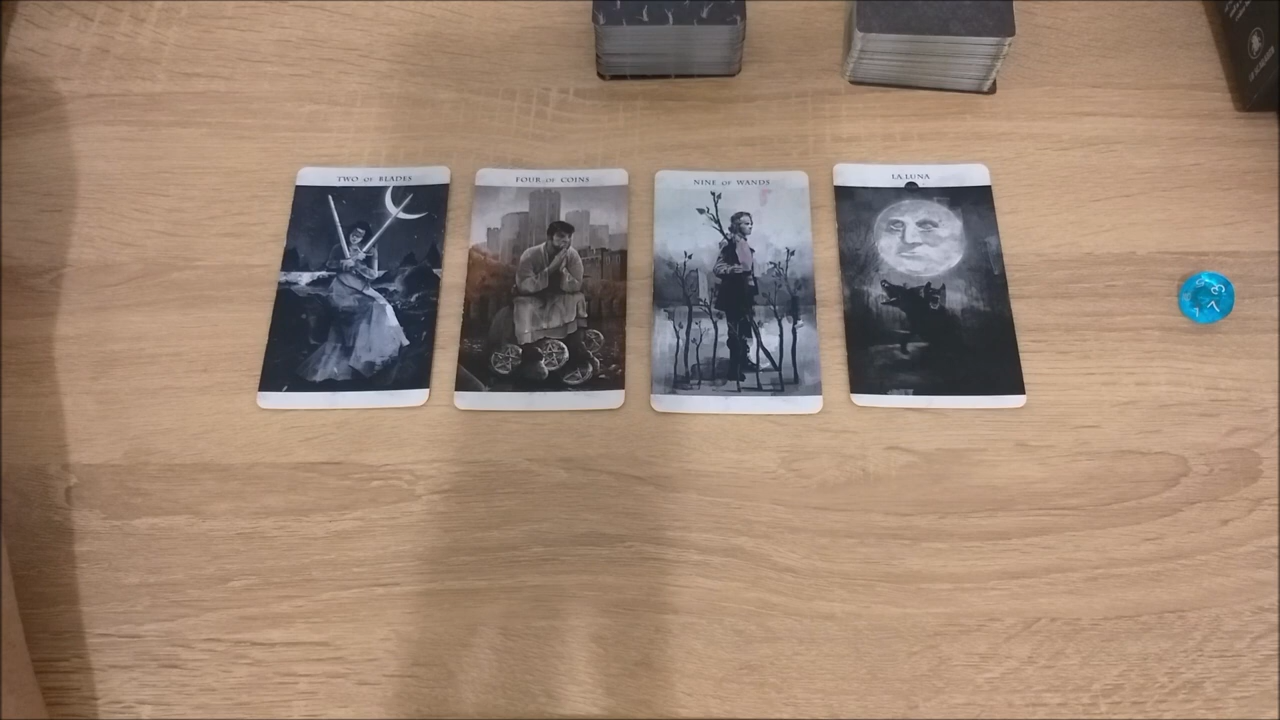 TWO OF BLADES
FOUR OF COINS
NINE OF WANDS
LA LUNA